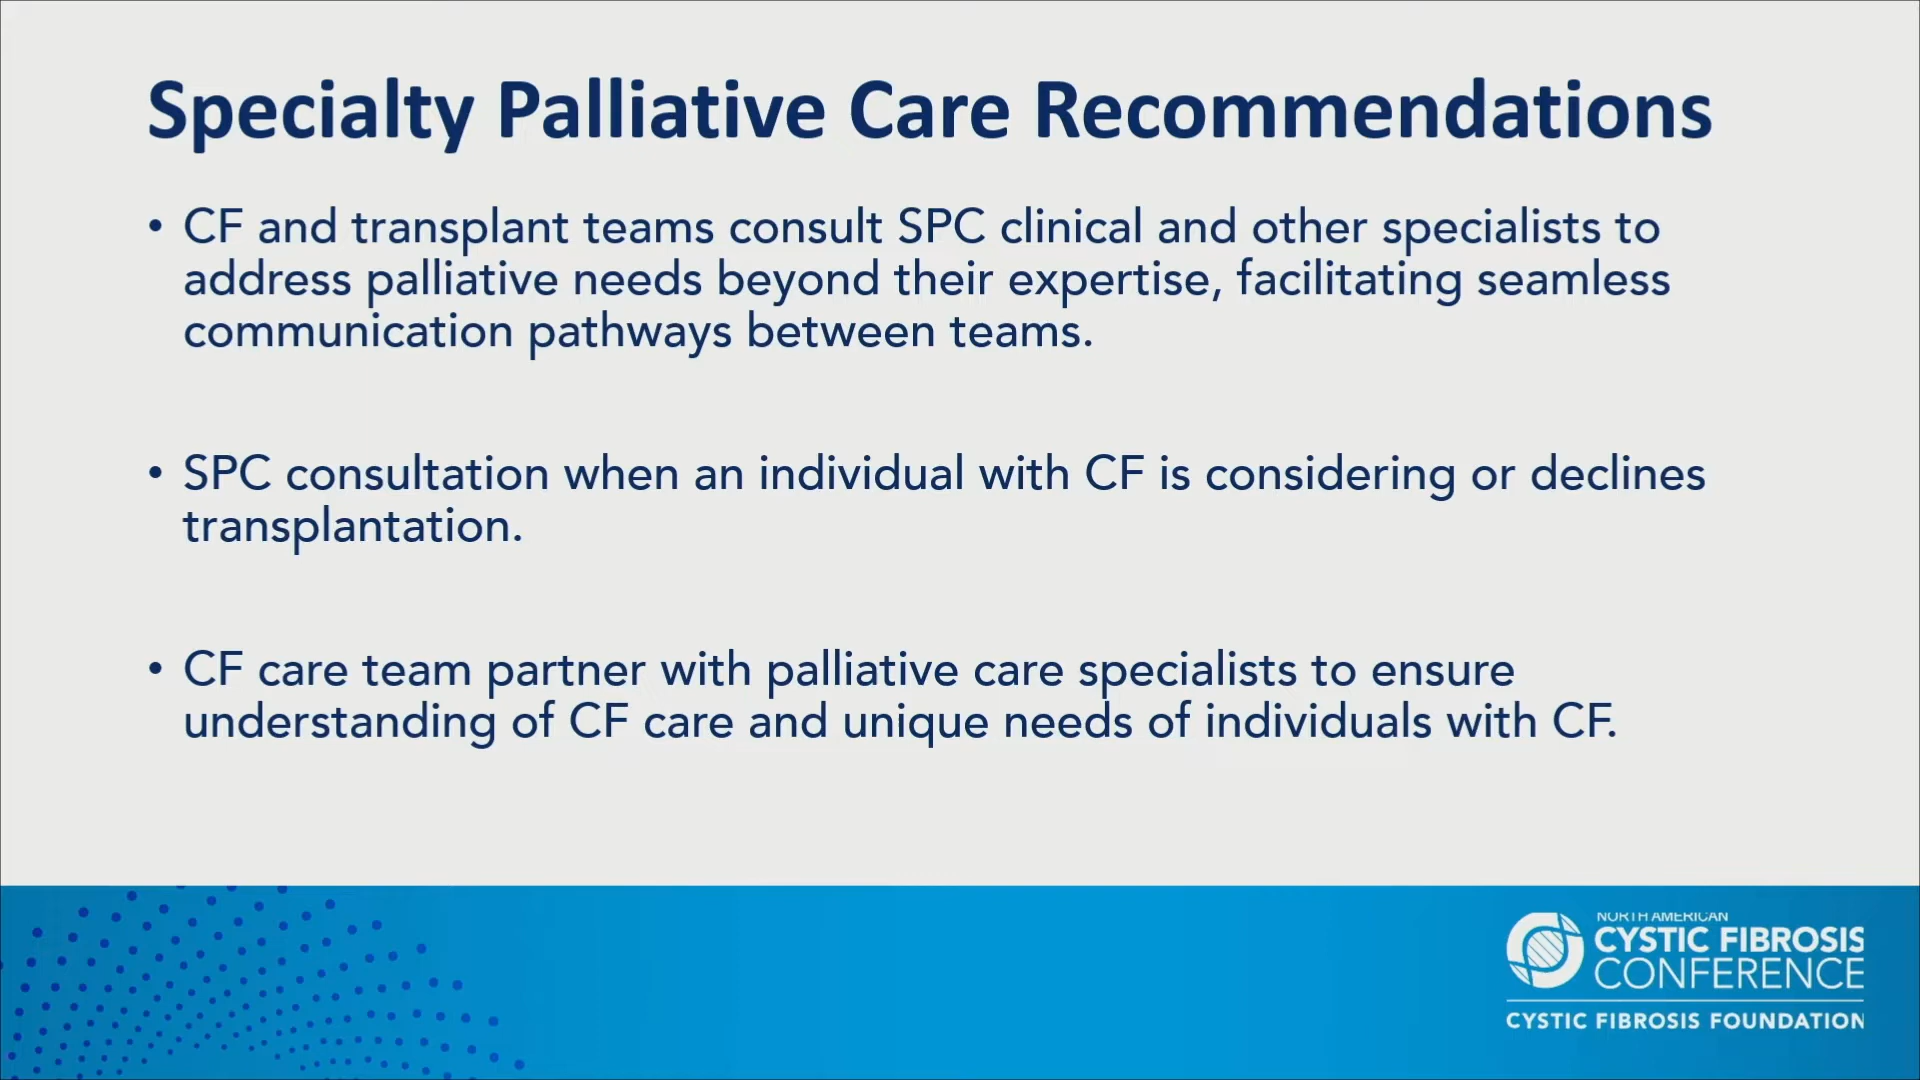 Specialty Palliative Care Recommendations
• CF and transplant teams consult SPC clinical and other specialists to
address palliative needs beyond their expertise, facilitating seamless
communication pathways between teams.
• SPC consultation when an individual with CF is considering or declines
transplantation.
• CF care team partner with palliative care specialists to ensure
understanding of CF care and unique needs of individuals with CF.
NORTH AMERICAN
CYSTIC FIBROSIS
CONFERENCE
CYSTIC FIBROSIS FOUNDATION